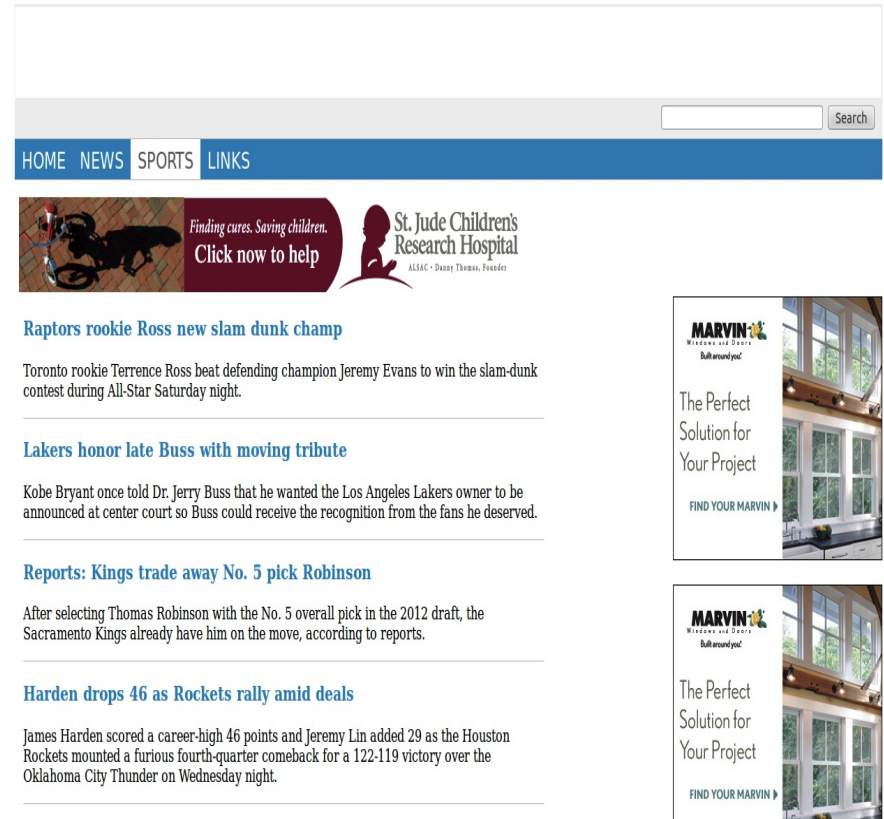 Search
HOME NEWS SPORTS LINKS
Finding cures. Saving children.
Click now to help
St. Jude Children's
Research Hospital
ALSAC • Danny Thomas, Founder
Raptors rookie Ross new slam dunk champ
Toronto rookie Terrence Ross beat defending champion Jeremy Evans to win the slam-dunk
contest during All-Star Saturday night.
Lakers honor late Buss with moving tribute
Kobe Bryant once told Dr. Jerry Buss that he wanted the Los Angeles Lakers owner to be
announced at center court so Buss could receive the recognition from the fans he deserved.
Reports: Kings trade away No. 5 pick Robinson
After selecting Thomas Robinson with the No. 5 overall pick in the 2012 draft, the
Sacramento Kings already have him on the move, according to reports.
Harden drops 46 as Rockets rally amid deals
James Harden scored a career-high 46 points and Jeremy Lin added 29 as the Houston
Rockets mounted a furious fourth-quarter comeback for a 122-119 victory over the
Oklahoma City Thunder on Wednesday night.
MARVIN
Windows and Doors
Built around you.
The Perfect
Solution for
Your Project
FIND YOUR MARVIN
MARVIN
Windows and Doors
Built around you.
The Perfect
Solution for
Your Project
FIND YOUR MARVIN